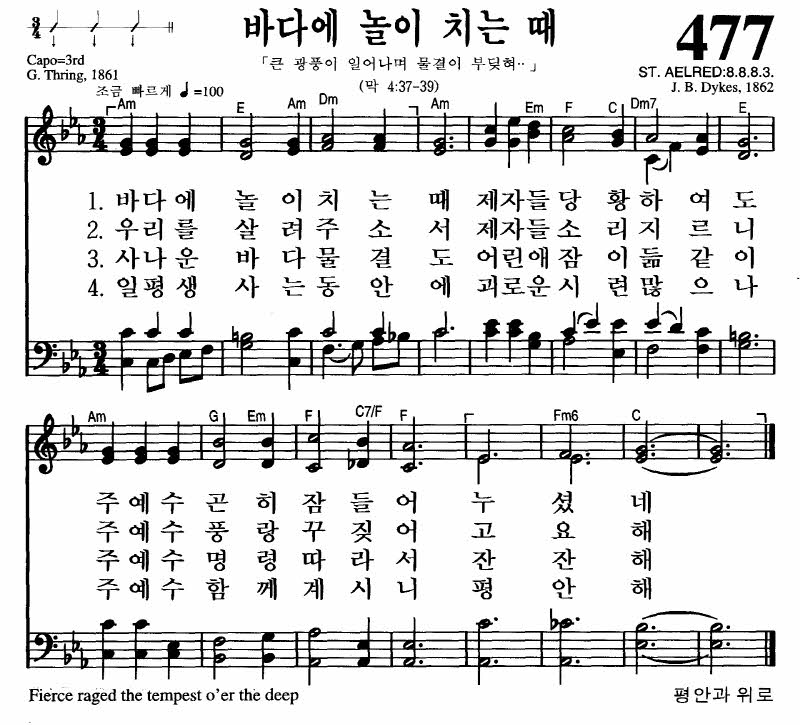 바다에 놀이 치는 때
477
「큰 광풍이 일어나며 물결이 부딪혀··」
(막 4:37-39)
Capo=3rd
G. Thring, 1861
ST. AELRED:8.8.8.3.
J. B. Dykes, 1862
조금 빠르게 ♩=100
3/4
Am E Am Dm Am Em F C Dm7 E
1. 바다에 놀이치는 때 제자들당황하여도
2. 우리를 살려주소서 제자들소리지르니
3. 사나운 바다물결도 어린애잠이듦같이
4. 일평생 사는동안에 괴로운시련많으나
Am G Em F C7/F F Fm6 C
주예수곤히잠들어누셨네
주예수풍랑꾸짖어고요해
주예수명령따라서잔잔해
주예수함께계시니평안해
Fierce raged the tempest o'er the deep
평안과 위로